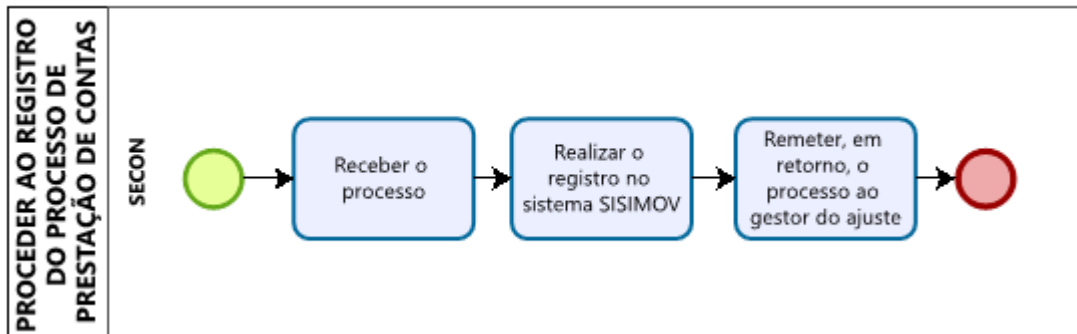 PROCEDER AO REGISTRO
DO PROCESSO DE
PRESTAÇÃO DE CONTAS
SECON
Receber o
processo
Realizar o
registro no
sistema SISIMOV
Remeter, em
retorno, o
processo ao
gestor do ajuste